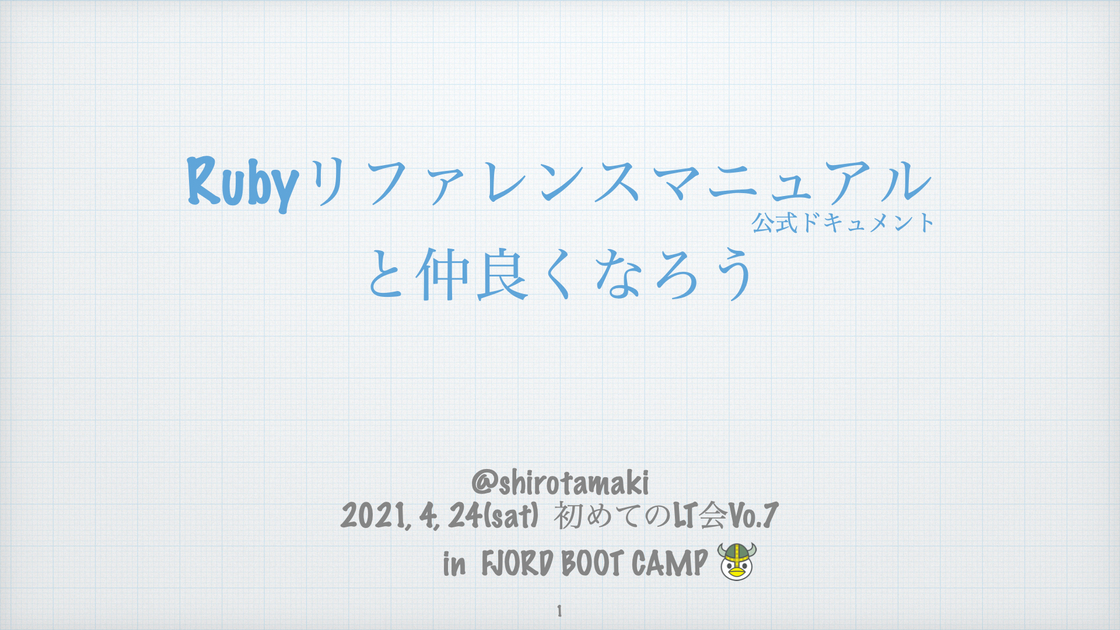 Rubyリファレンスマニュアル
公式ドキュメント
と仲良くなろう
@shirotamaki
2021, 4, 24(sat) 初めてのLT会Vo.7
in FJORD BOOT CAMP
1